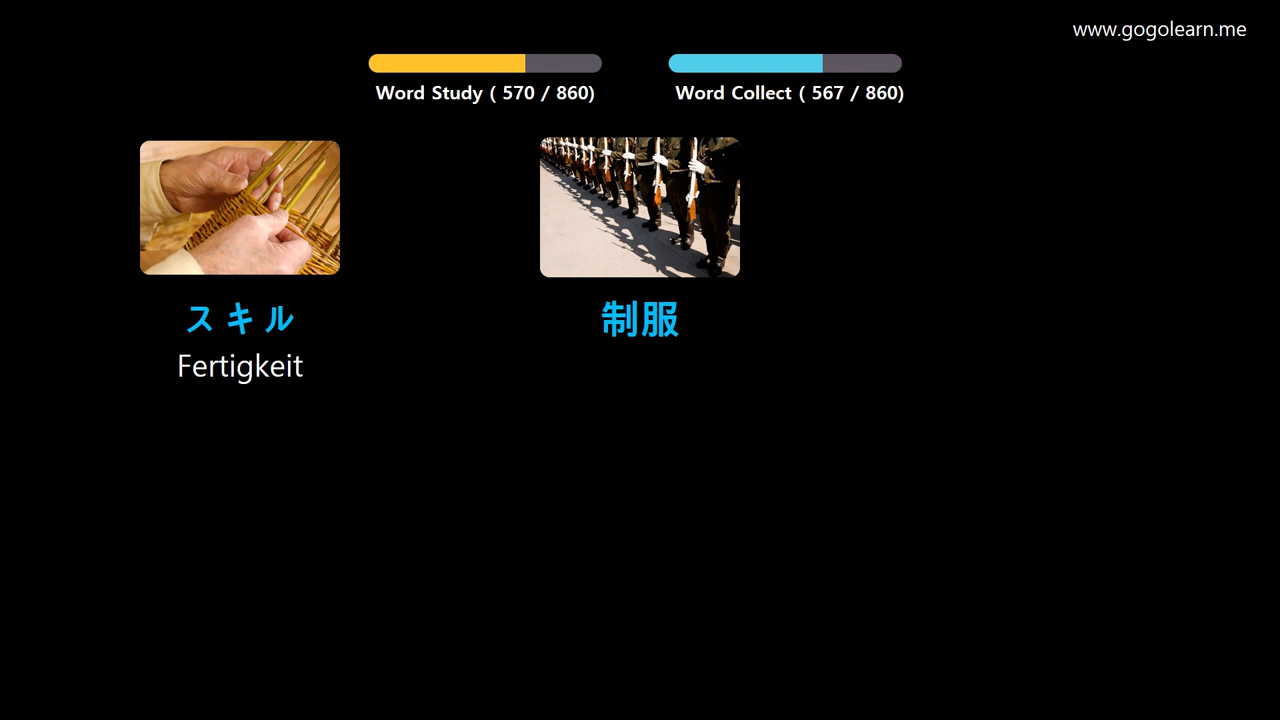 www.gogolearn.me
Word Study ( 570 / 860)
Word Collect ( 567 / 860)
スキル
Fertigkeit
制服